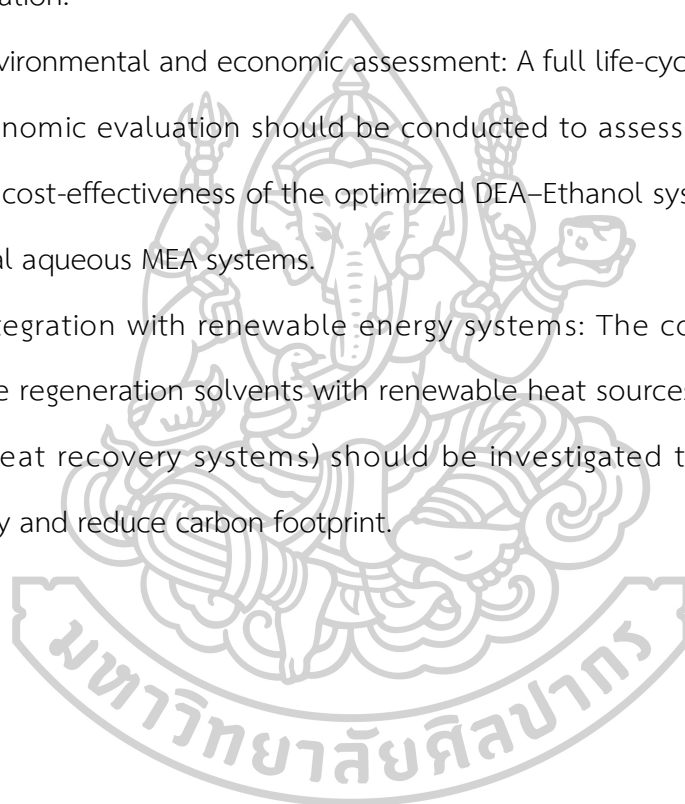 vironmental and economic assessment: A full life-cyc
nomic evaluation should be conducted to assess
cost-effectiveness of the optimized DEA–Ethanol sys
al aqueous MEA systems.
tegration with renewable energy systems: The co
e regeneration solvents with renewable heat sources
eat recovery systems) should be investigated t
y and reduce carbon footprint.
มหาวิทยาลัยศิลปากร